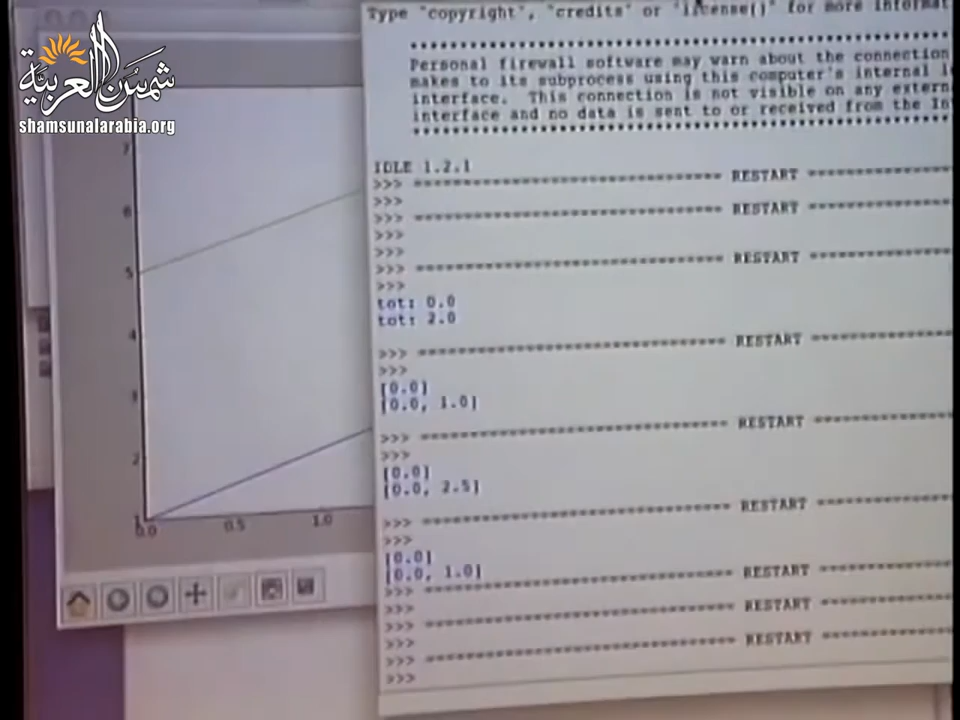 شمس العربية
shamsunalarabia.org
Type "copyright", "credits" or "license()" for more informat
****************************************
Personal firewall software may warn about the connection
makes to its subprocess using this computer's internal
interface. This connection is not visible on any extern
interface and no data is sent to or received from the In
****************************************
IDLE 1.2.1
>>> ================================ RESTART ================
>>>
>>> ================================ RESTART ================
>>>
>>>
>>> ================================ RESTART ================
>>>
tot: 0.0
tot: 2.0
>>> ================================ RESTART ================
>>>
[0.0]
[0.0, 1.0]
>>> ================================ RESTART ================
>>>
[0.0]
[0.0, 2.5]
>>> ================================ RESTART ================
>>>
[0.0]
[0.0, 1.0]
>>> ================================ RESTART ================
>>>
>>> ================================ RESTART ================
>>>
>>> ================================ RESTART ================
>>>
7
6
5
4
3
2
1
0.0 0.5 1.0